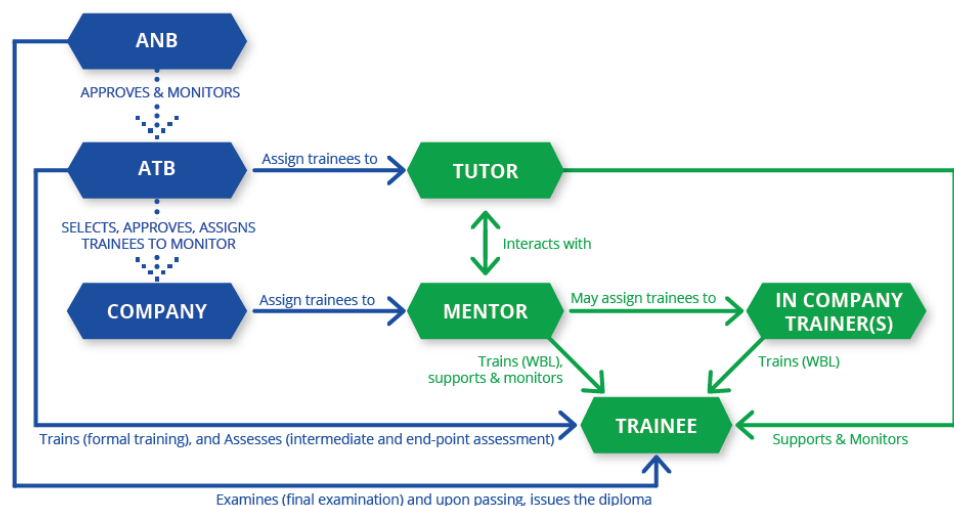 ANB
APPROVES & MONITORS
ATB
Assign trainees to
TUTOR
SELECTS, APPROVES, ASSIGNS
TRAINEES TO MONITOR
Interacts with
COMPANY
Assign trainees to
MENTOR
May assign trainees to
IN COMPANY
TRAINER(S)
Trains (WBL),
supports & monitors
Trains (WBL)
TRAINEE
Trains (formal training), and Assesses (intermediate and end-point assessment)
Supports & Monitors
Examines (final examination) and upon passing, issues the diploma